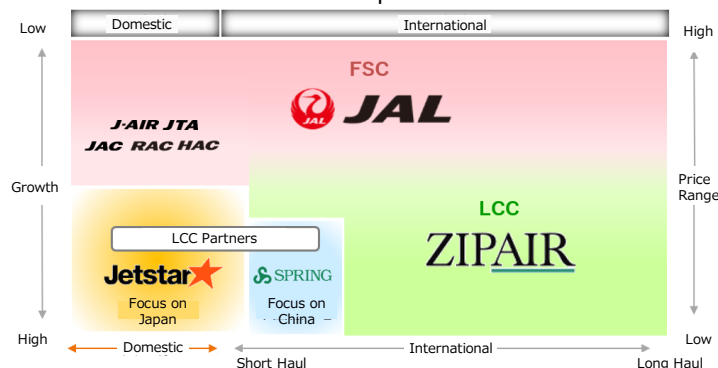 Low
Domestic
International
High
FSC
JAL
JAL
J-AIR JTA
JAC RAC HAC
Growth
Price
Range
LCC
ZIPAIR
LCC Partners
Jetstar
SPRING
Focus on
Japan
Focus on
China
High
Domestic
International
Low
Short Haul
Long Haul